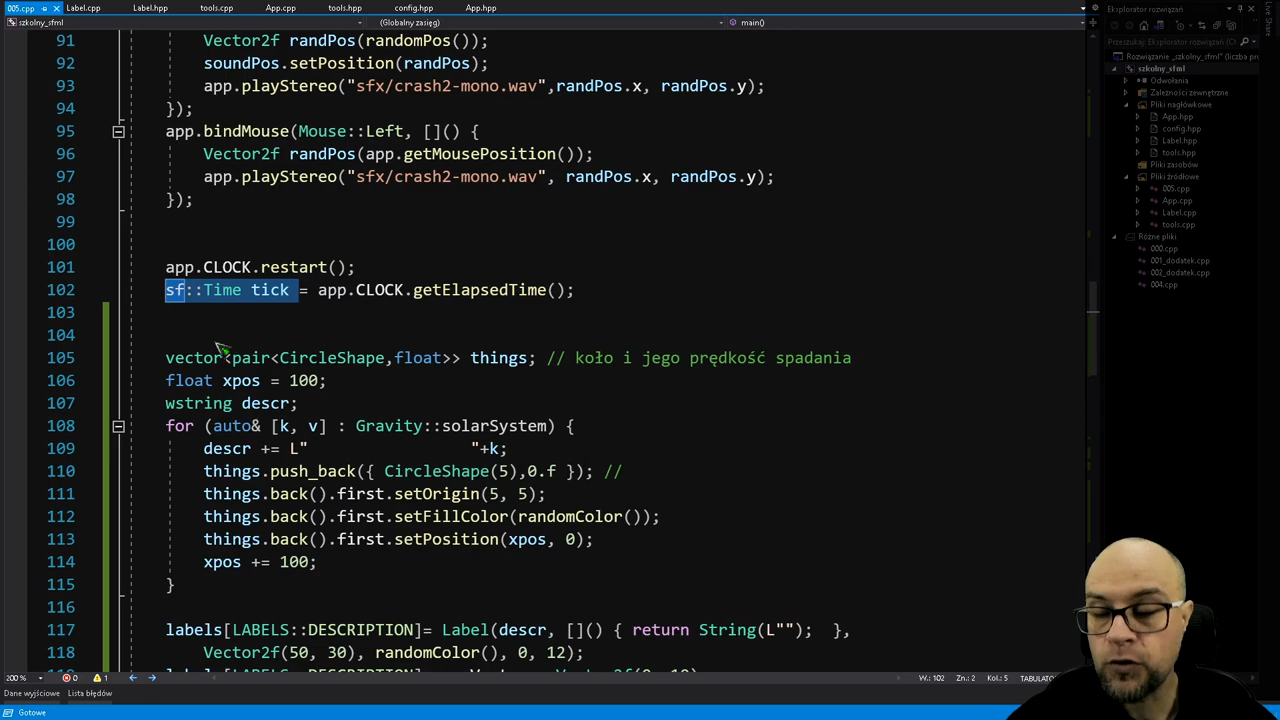 005.cpp
Label.cpp
Label.hpp
tools.cpp
App.cpp
tools.hpp
config.hpp
App.hpp
Eksplorator rozwiązań
Live Share
szkolny_sfml
(Globalny zasięg)
main()
Przeszukaj: Eksplorator rozwiązań (
Rozwiązanie „szkolny_sfml” (liczba pr
szkolny_sfml
Odwołania
Zależności zewnętrzne
Pliki nagłówkowe
App.hpp
config.hpp
Label.hpp
tools.hpp
Pliki zasobów
Pliki źródłowe
005.cpp
App.cpp
Label.cpp
tools.cpp
Różne pliki
000.cpp
001_dodatek.cpp
002_dodatek.cpp
004.cpp
91 Vector2f randPos(randomPos());
92 soundPos.setPosition(randPos);
93 app.playStereo("sfx/crash2-mono.wav",randPos.x, randPos.y);
94 });
95 app.bindMouse(Mouse::Left, []() {
96 Vector2f randPos(app.getMousePosition());
97 app.playStereo("sfx/crash2-mono.wav", randPos.x, randPos.y);
98 });
99
100
101 app.CLOCK.restart();
102 sf::Time tick = app.CLOCK.getElapsedTime();
103
104
105 vector<pair<CircleShape,float>> things; // koło i jego prędkość spadania
106 float xpos = 100;
107 wstring descr;
108 for (auto& [k, v] : Gravity::solarSystem) {
109 descr += L"                     "+k;
110 things.push_back({ CircleShape(5),0.f }); //
111 things.back().first.setOrigin(5, 5);
112 things.back().first.setFillColor(randomColor());
113 things.back().first.setPosition(xpos, 0);
114 xpos += 100;
115 }
116
117 labels[LABELS::DESCRIPTION]= Label(descr, []() { return String(L""); },
118 Vector2f(50, 30), randomColor(), 0, 12);
200 %
0
1
W.: 102
Zn.: 2
Kol.: 5
TABULATO
Dane wyjściowe
Lista błędów
Gotowe